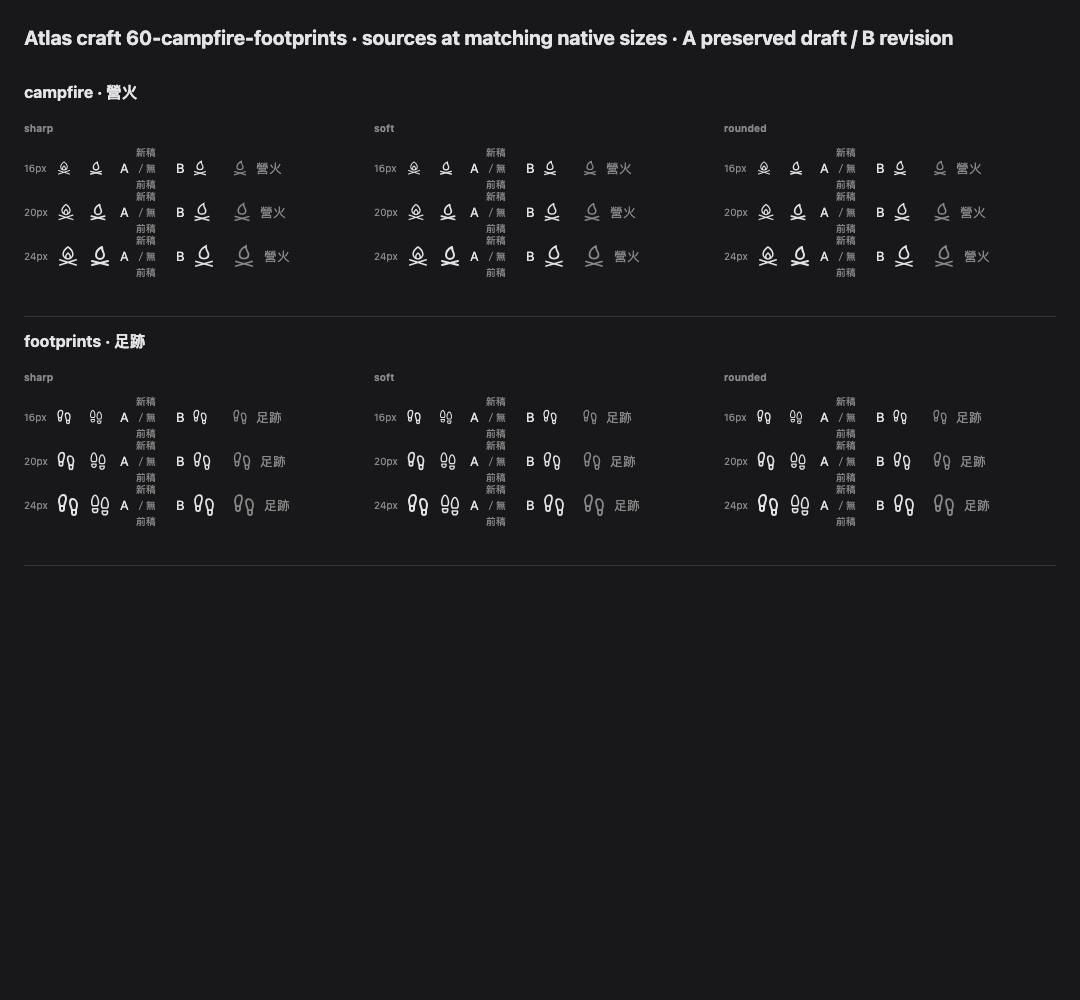 Atlas craft 60-campfire-footprints · sources at matching native sizes · A preserved draft / B revision
campfire · 營火
sharp
soft
rounded
16px A 新稿 / 無 前稿 B 營火
16px A 新稿 / 無 前稿 B 營火
16px A 新稿 / 無 前稿 B 營火
20px A 新稿 / 無 前稿 B 營火
20px A 新稿 / 無 前稿 B 營火
20px A 新稿 / 無 前稿 B 營火
24px A 新稿 / 無 前稿 B 營火
24px A 新稿 / 無 前稿 B 營火
24px A 新稿 / 無 前稿 B 營火
footprints · 足跡
sharp
soft
rounded
16px A 新稿 / 無 前稿 B 足跡
16px A 新稿 / 無 前稿 B 足跡
16px A 新稿 / 無 前稿 B 足跡
20px A 新稿 / 無 前稿 B 足跡
20px A 新稿 / 無 前稿 B 足跡
20px A 新稿 / 無 前稿 B 足跡
24px A 新稿 / 無 前稿 B 足跡
24px A 新稿 / 無 前稿 B 足跡
24px A 新稿 / 無 前稿 B 足跡